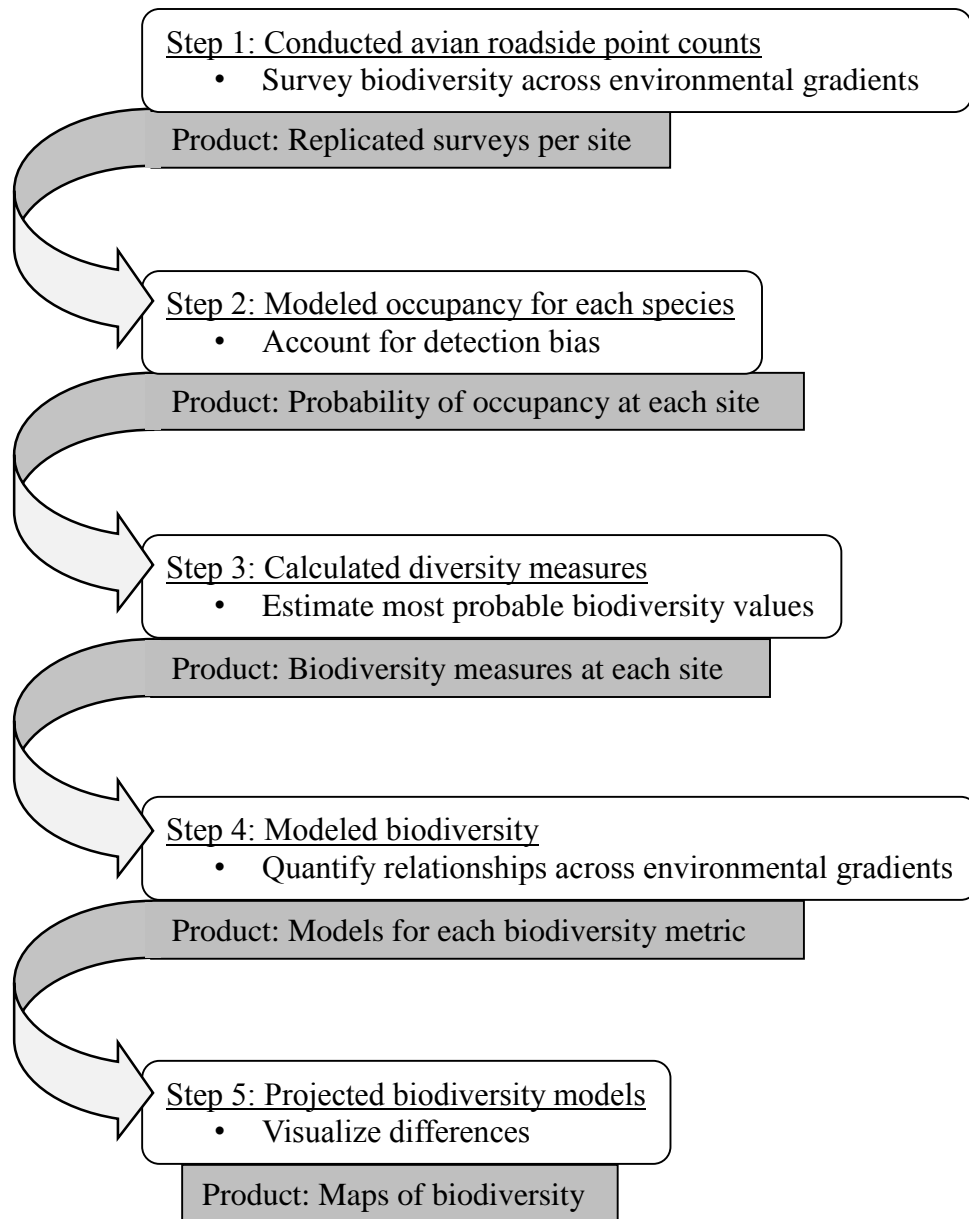 Step 1: Conducted avian roadside point counts
• Survey biodiversity across environmental gradients
Product: Replicated surveys per site
Step 2: Modeled occupancy for each species
• Account for detection bias
Product: Probability of occupancy at each site
Step 3: Calculated diversity measures
• Estimate most probable biodiversity values
Product: Biodiversity measures at each site
Step 4: Modeled biodiversity
• Quantify relationships across environmental gradients
Product: Models for each biodiversity metric
Step 5: Projected biodiversity models
• Visualize differences
Product: Maps of biodiversity